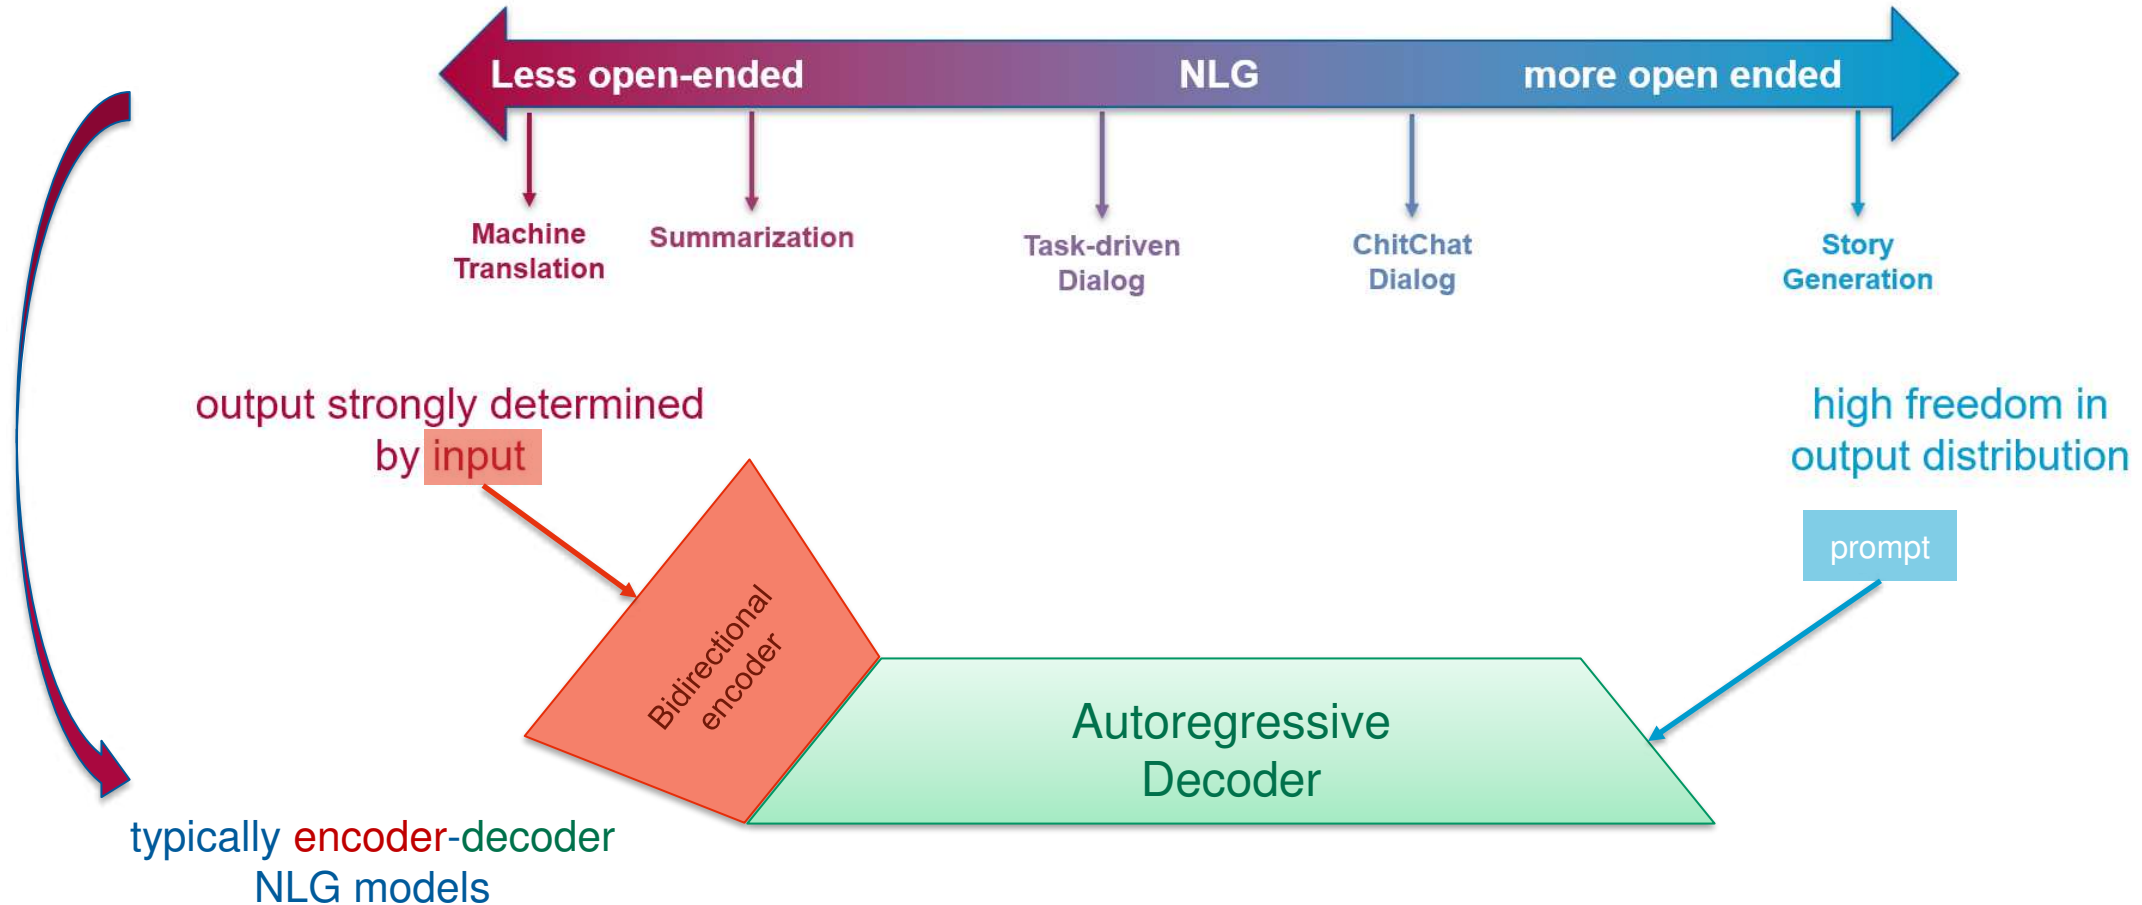 Less open-ended NLG more open ended
Machine
Translation
Summarization
Task-driven
Dialog
ChitChat
Dialog
Story
Generation
output strongly determined
by input
high freedom in
output distribution
prompt
Bidirectional
encoder
Autoregressive
Decoder
typically encoder-decoder
NLG models